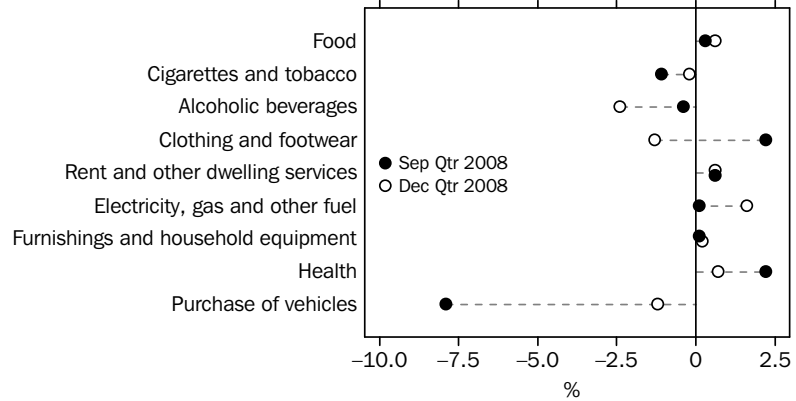 Food
Cigarettes and tobacco
Alcoholic beverages
Clothing and footwear
Sep Qtr 2008
Rent and other dwelling services
Dec Qtr 2008
Electricity, gas and other fuel
Furnishings and household equipment
Health
Purchase of vehicles
–10.0 –7.5 –5.0 –2.5 0 2.5
%